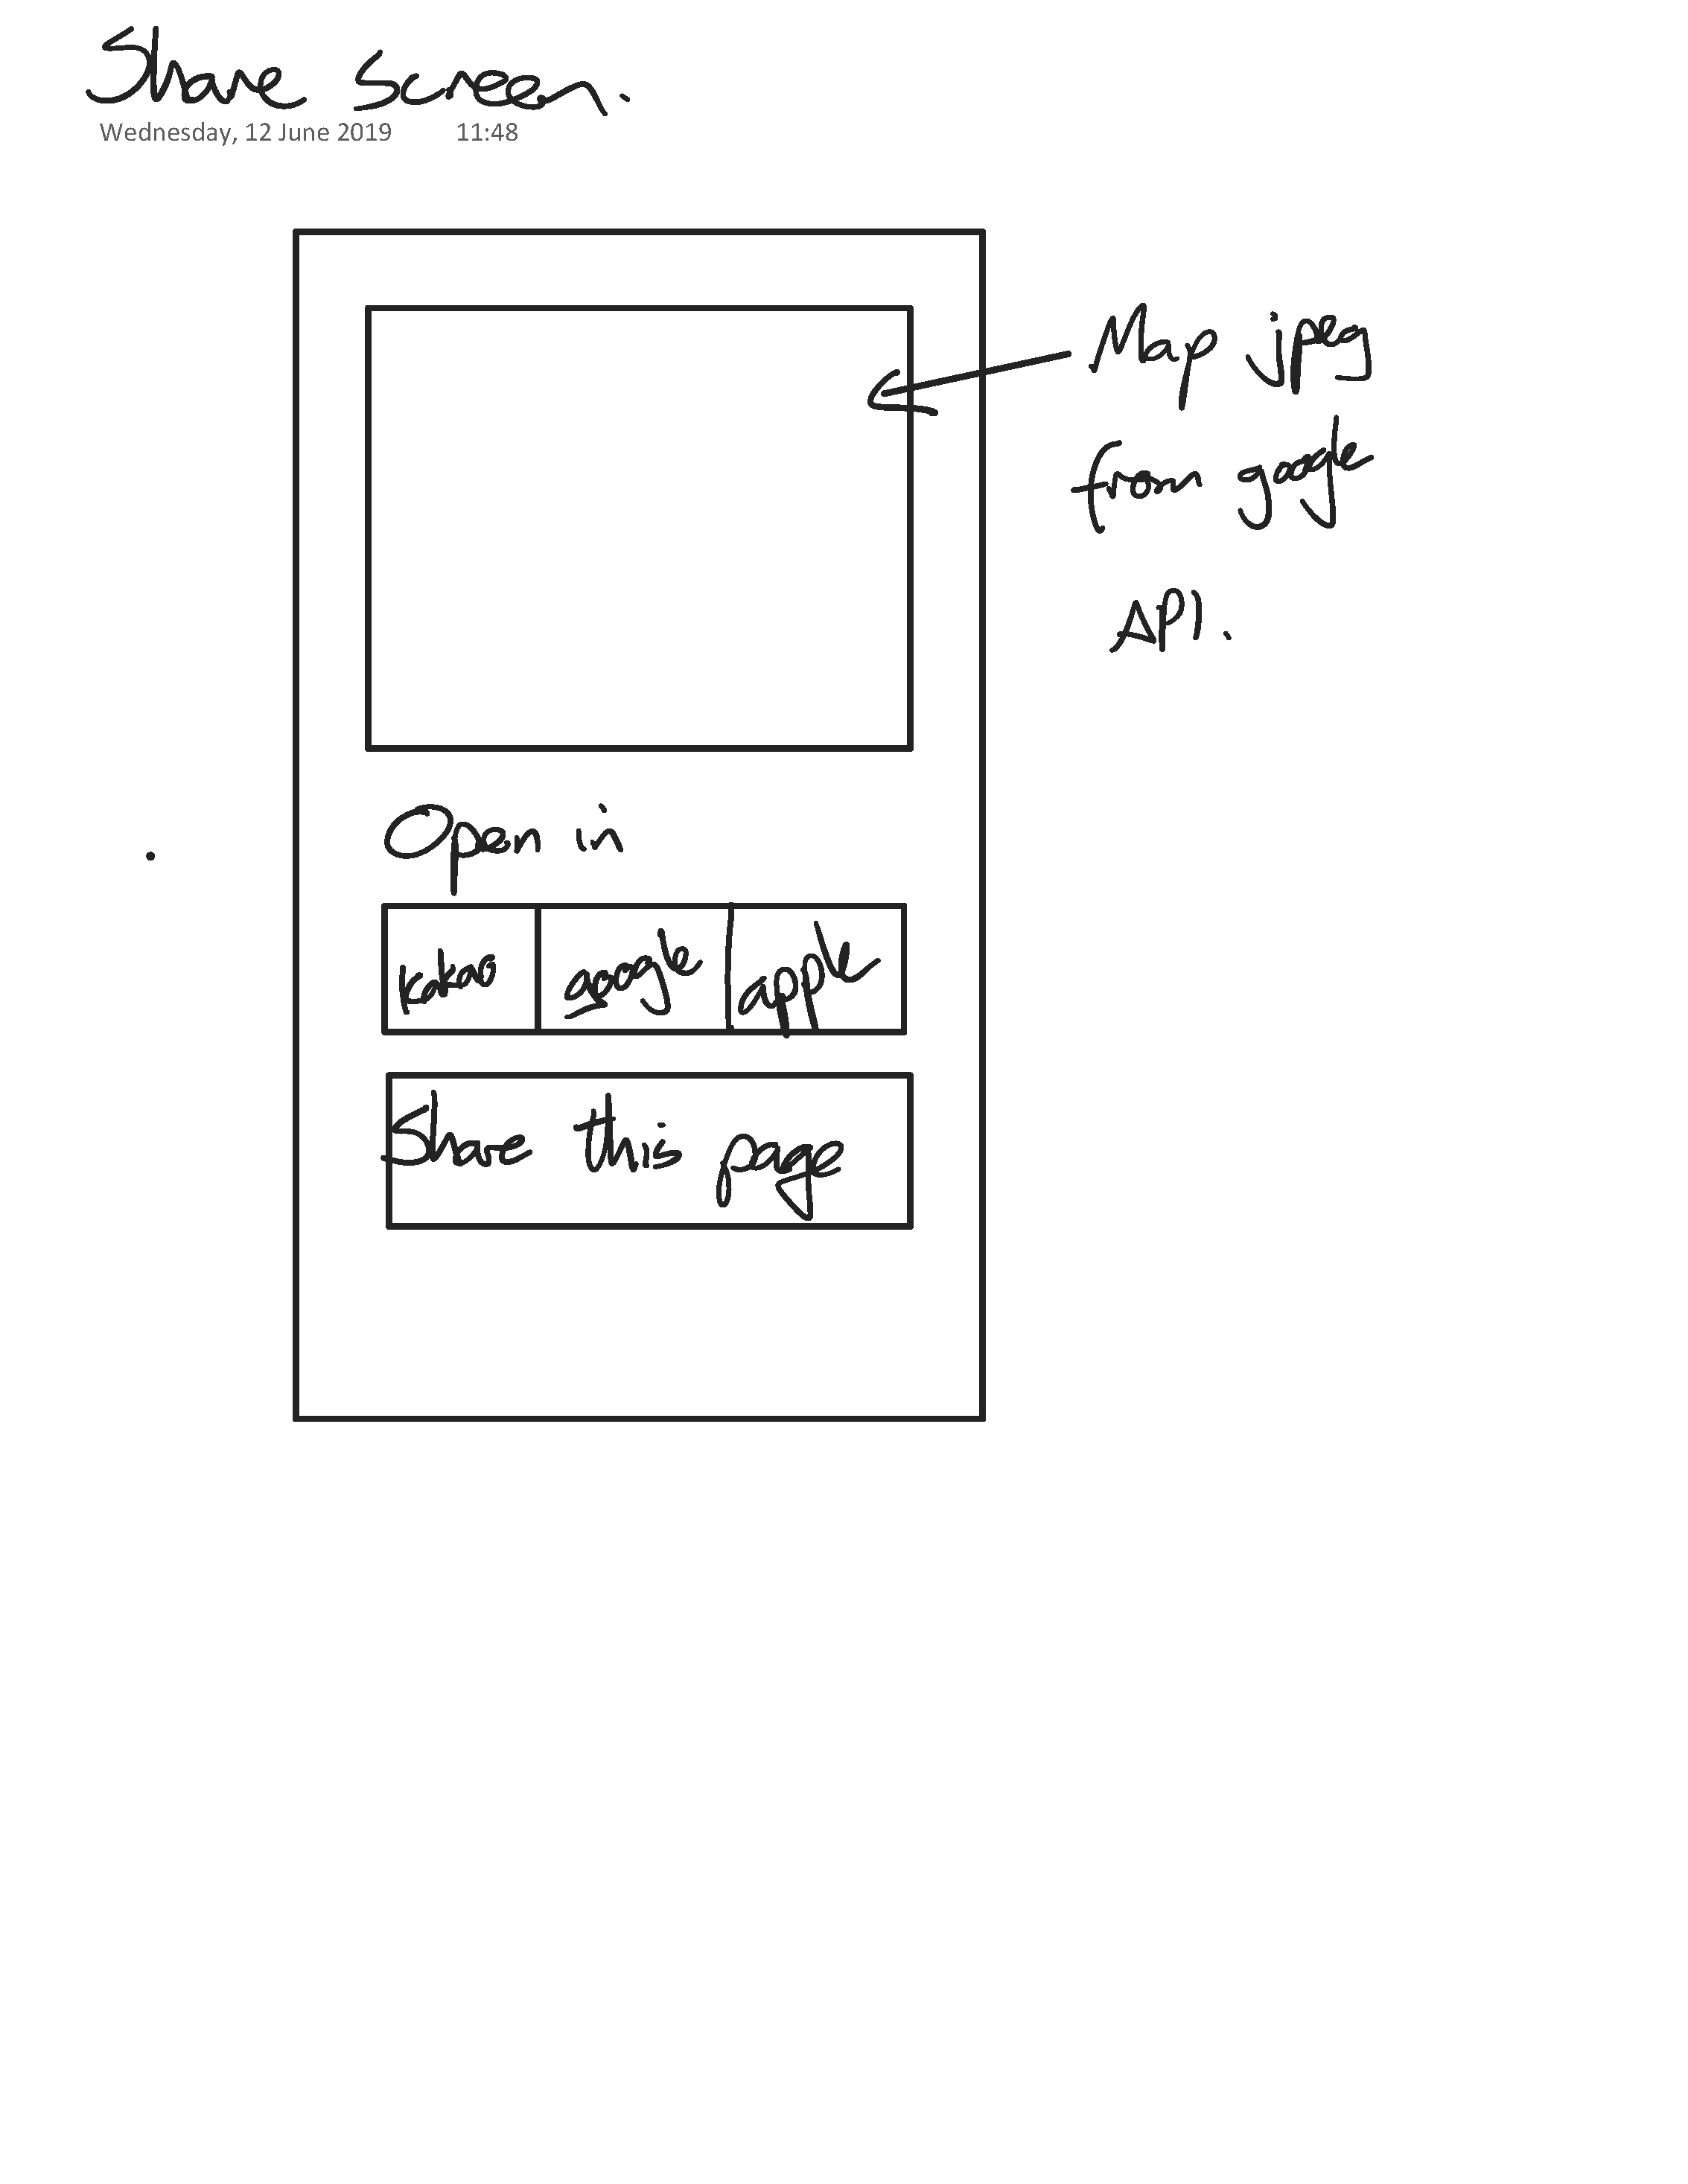 Share screen.
Wednesday, 12 June 2019 11:48
Map jpeg
from google
API.
Open in
kakao google apple
Share this page